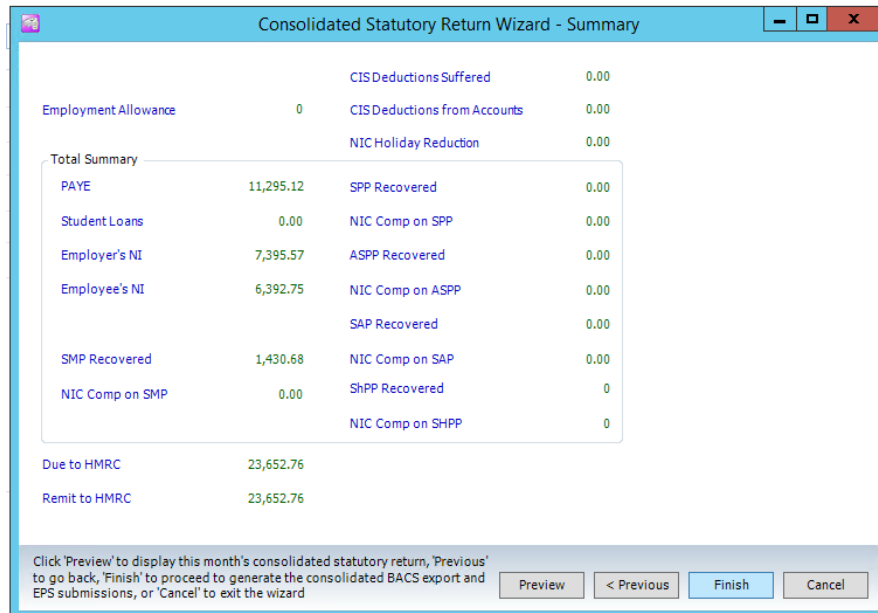 Consolidated Statutory Return Wizard - Summary
CIS Deductions Suffered 0.00
Employment Allowance 0 CIS Deductions from Accounts 0.00
NIC Holiday Reduction 0.00
Total Summary
PAYE 11,295.12 SPP Recovered 0.00
Student Loans 0.00 NIC Comp on SPP 0.00
Employer's NI 7,395.57 ASPP Recovered 0.00
Employee's NI 6,392.75 NIC Comp on ASPP 0.00
SAP Recovered 0.00
SMP Recovered 1,430.68 NIC Comp on SAP 0.00
NIC Comp on SMP 0.00 ShPP Recovered 0
NIC Comp on SHPP 0
Due to HMRC 23,652.76
Remit to HMRC 23,652.76
Click 'Preview' to display this month's consolidated statutory return, 'Previous'
to go back, 'Finish' to proceed to generate the consolidated BACS export and
EPS submissions, or 'Cancel' to exit the wizard
Preview < Previous Finish Cancel